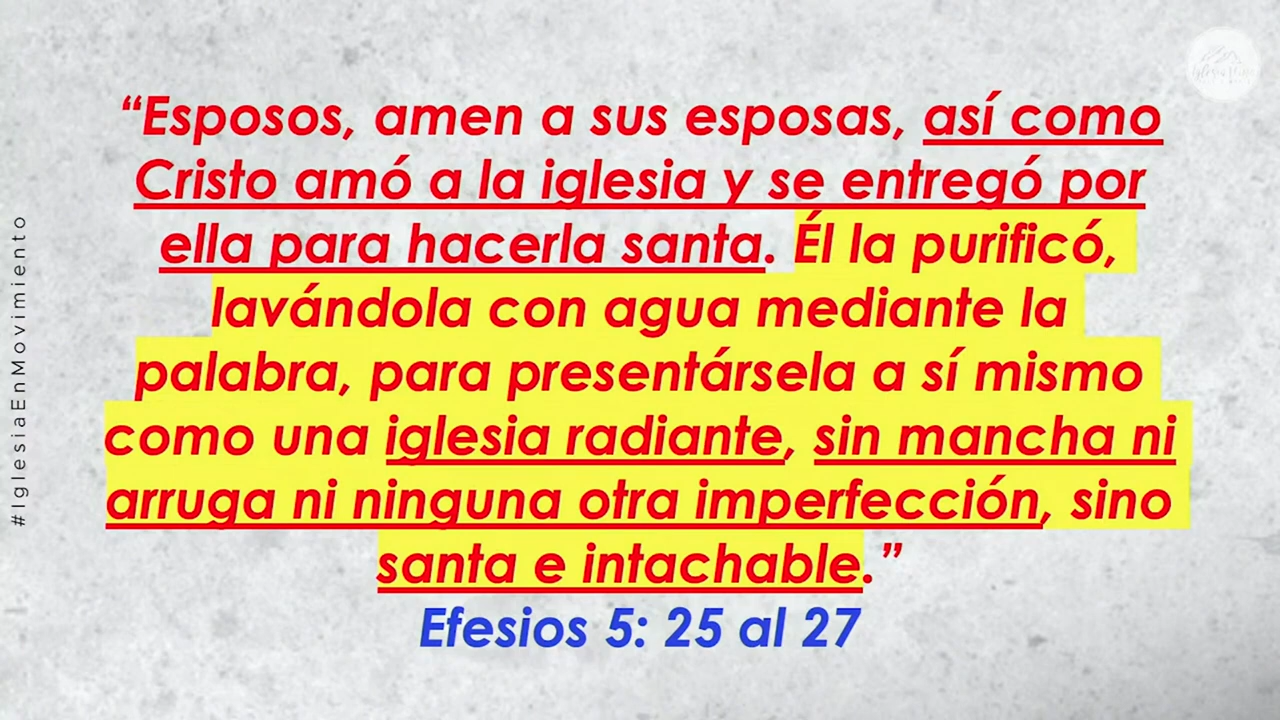 “Esposos, amen a sus esposas, así como
Cristo amó a la iglesia y se entregó por
ella para hacerla santa. Él la purificó,
lavándola con agua mediante la
palabra, para presentársela a sí mismo
como una iglesia radiante, sin mancha ni
arruga ni ninguna otra imperfección, sino
santa e intachable.”
Efesios 5: 25 al 27
#IglesiaEnMovimiento